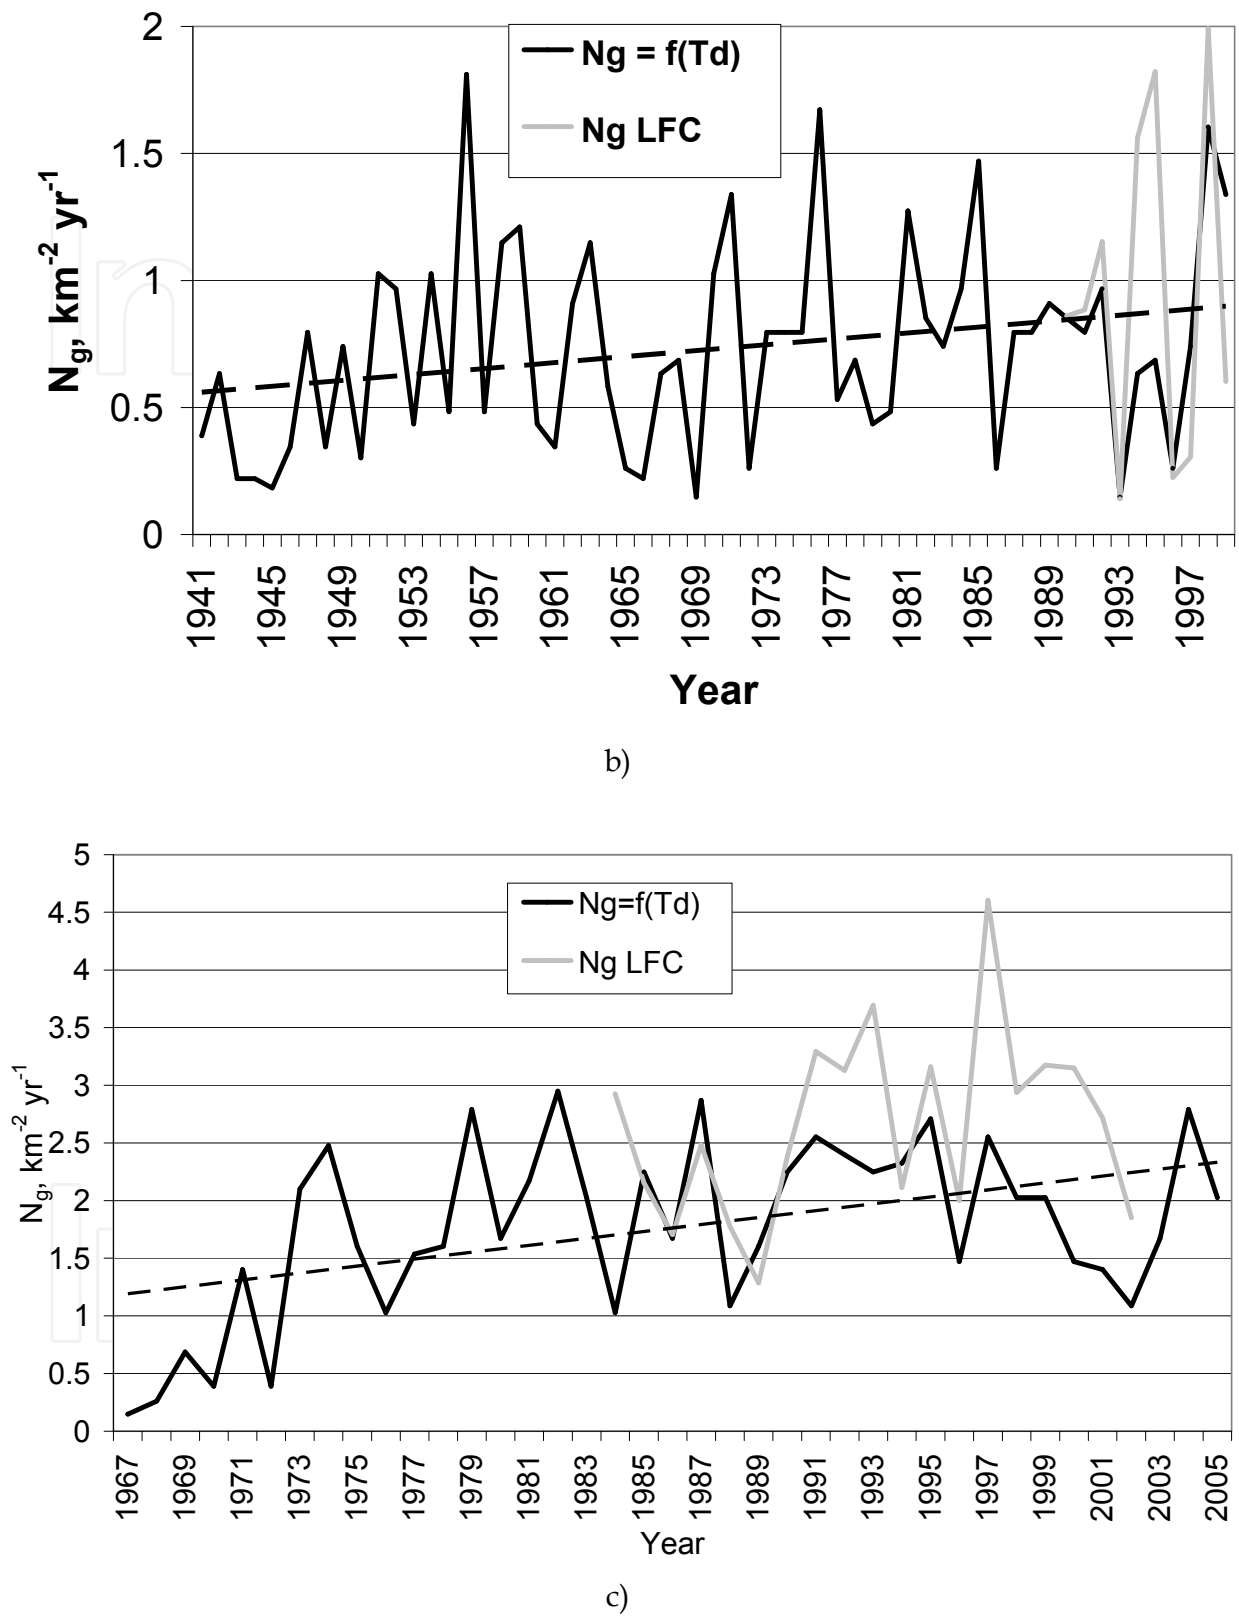 2
1.5
1
0.5
0
N_g, km^-2 yr^-1
Ng = f(Td)
Ng LFC
1941 1945 1949 1953 1957 1961 1965 1969 1973 1977 1981 1985 1989 1993 1997
Year
b)
5
4.5
4
3.5
3
2.5
2
1.5
1
0.5
0
N_g, km^-2 yr^-1
Ng=f(Td)
Ng LFC
1967 1969 1971 1973 1975 1977 1979 1981 1983 1985 1987 1989 1991 1993 1995 1997 1999 2001 2003 2005
Year
c)